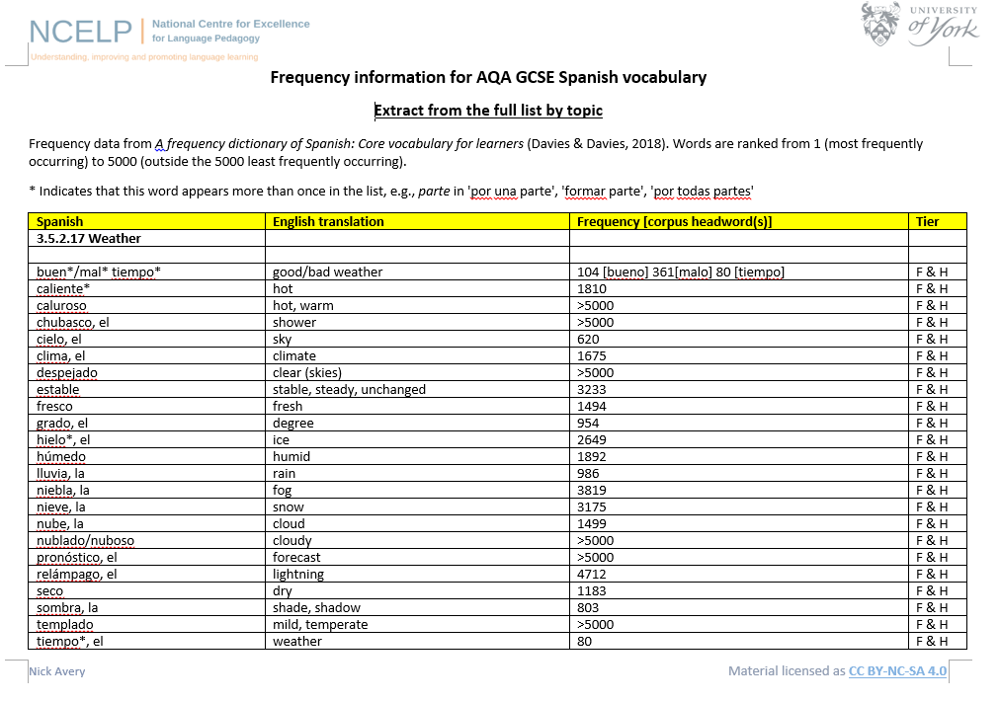 NCELP
National Centre for Excellence
for Language Pedagogy
Understanding, improving and promoting language learning
UNIVERSITY
of York
Frequency information for AQA GCSE Spanish vocabulary
Extract from the full list by topic
Frequency data from A frequency dictionary of Spanish: Core vocabulary for learners (Davies & Davies, 2018). Words are ranked from 1 (most frequently
occurring) to 5000 (outside the 5000 least frequently occurring).
* Indicates that this word appears more than once in the list, e.g., parte in 'por una parte', 'formar parte', 'por todas partes'
Spanish English translation Frequency [corpus headword(s)] Tier
3.5.2.17 Weather
buen*/mal* tiempo* good/bad weather 104 [bueno] 361[malo] 80 [tiempo] F & H
caliente* hot 1810 F & H
caluroso hot, warm >5000 F & H
chubasco, el shower >5000 F & H
cielo, el sky 620 F & H
clima, el climate 1675 F & H
despejado clear (skies) >5000 F & H
estable stable, steady, unchanged 3233 F & H
fresco fresh 1494 F & H
grado, el degree 954 F & H
hielo*, el ice 2649 F & H
húmedo humid 1892 F & H
lluvia, la rain 986 F & H
niebla, la fog 3819 F & H
nieve, la snow 3175 F & H
nube, la cloud 1499 F & H
nublado/nuboso cloudy >5000 F & H
pronóstico, el forecast >5000 F & H
relámpago, el lightning 4712 F & H
seco dry 1183 F & H
sombra, la shade, shadow 803 F & H
templado mild, temperate >5000 F & H
tiempo*, el weather 80 F & H
Nick Avery Material licensed as CC BY-NC-SA 4.0